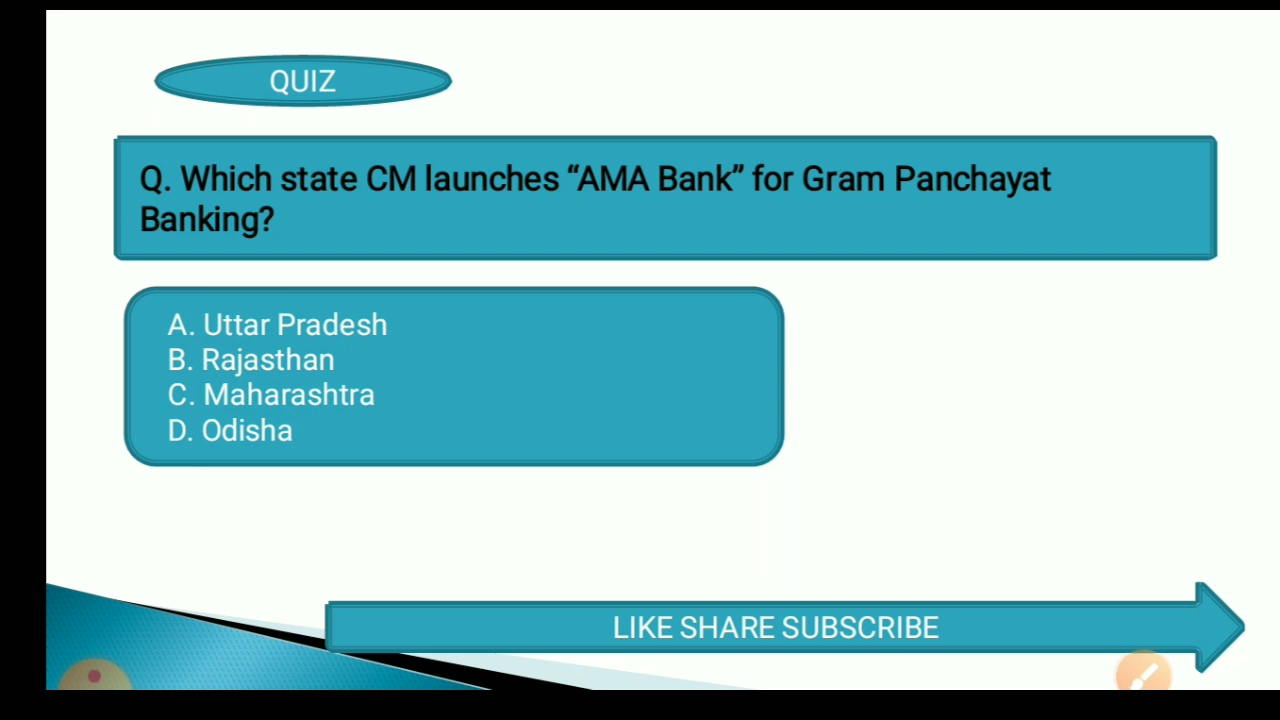 QUIZ
Q. Which state CM launches “AMA Bank” for Gram Panchayat
Banking?
A. Uttar Pradesh
B. Rajasthan
C. Maharashtra
D. Odisha
LIKE SHARE SUBSCRIBE